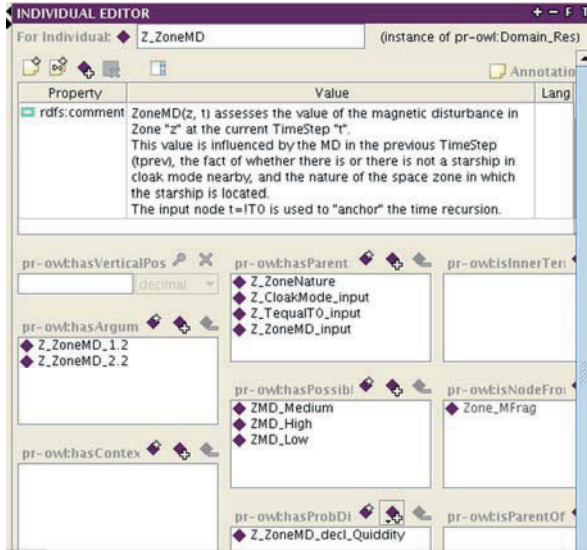 INDIVIDUAL EDITOR
+ − F T
For Individual: Z_ZoneMD (instance of pr-owl:Domain_Res)
Annotatio
Property Value Lang
rdfs:comment ZoneMD(z, t) assesses the value of the magnetic disturbance in
Zone "z" at the current TimeStep "t".
This value is influenced by the MD in the previous TimeStep
(tprev), the fact of whether there is or there is not a starship in
cloak mode nearby, and the nature of the space zone in which
the starship is located.
The input node t=!T0 is used to "anchor" the time recursion.
pr-owl:hasVerticalPos
decimal
pr-owl:hasArgum
Z_ZoneMD_1.2
Z_ZoneMD_2.2
pr-owl:hasContex
pr-owl:hasParent
Z_ZoneNature
Z_CloakMode_input
Z_TequalT0_input
Z_ZoneMD_input
pr-owl:hasPossibl
ZMD_Medium
ZMD_High
ZMD_Low
pr-owl:hasProbDi
Z_ZoneMD_decl_Quiddity
pr-owl:isInnerTer
pr-owl:isNodeFro
Zone_MFrag
pr-owl:isParentOf